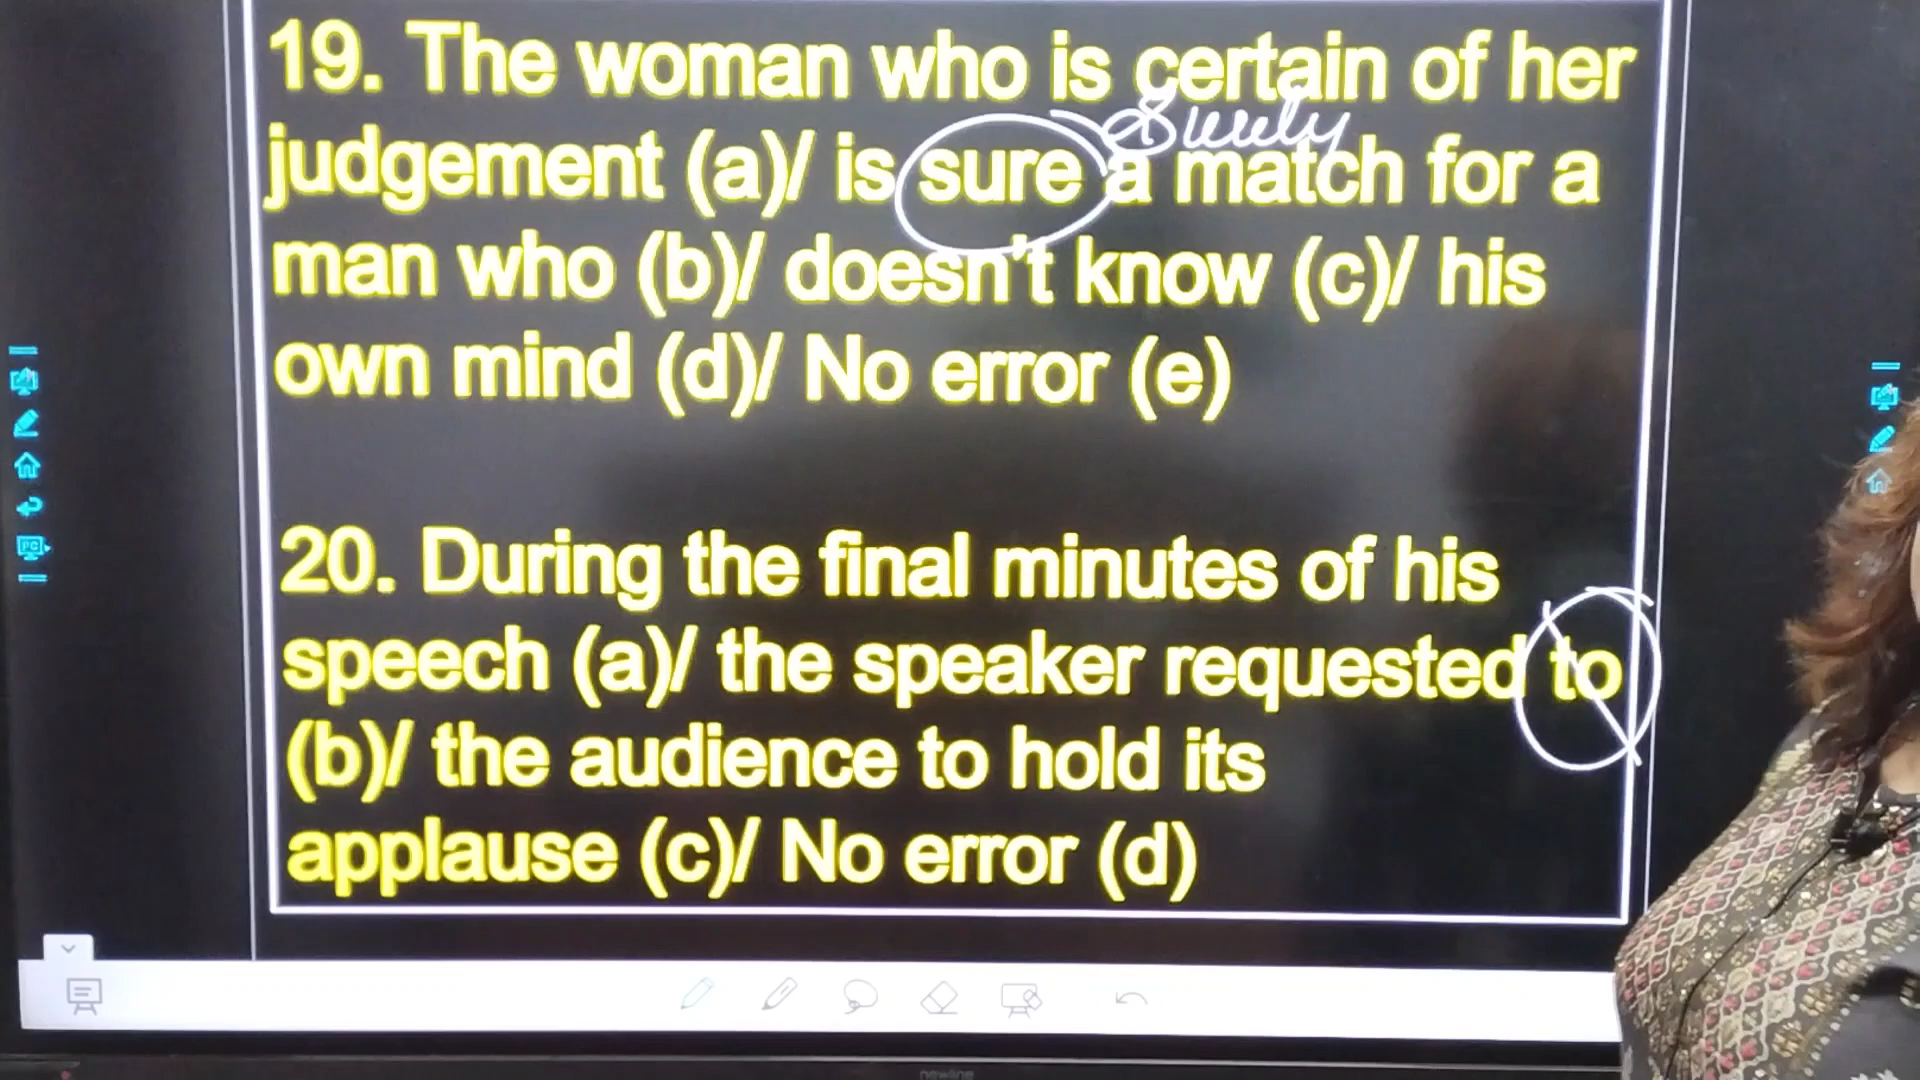 19. The woman who is certain of her
Surely
judgement (a)/ is sure a match for a
man who (b)/ doesn't know (c)/ his
own mind (d)/ No error (e)
20. During the final minutes of his
speech (a)/ the speaker requested to
(b)/ the audience to hold its
applause (c)/ No error (d)
PC
newline